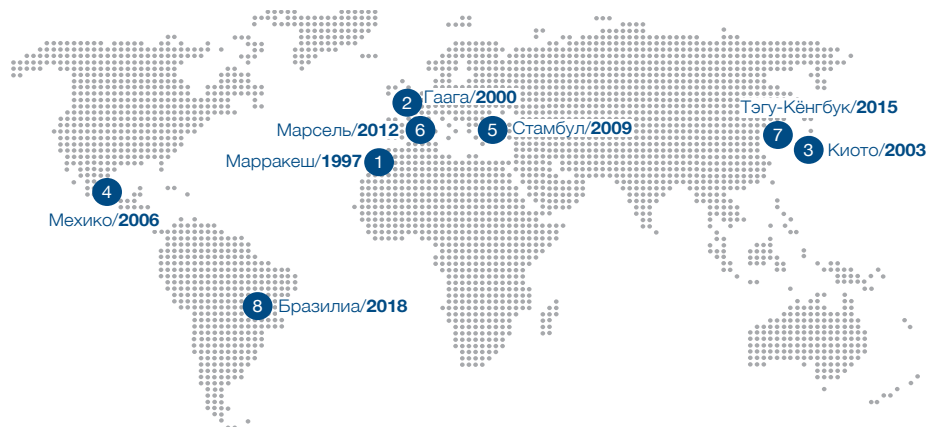 2 Гаага/2000
Тэгу-Кёнгбук/2015
Марсель/2012 6
5 Стамбул/2009
7
3 Киото/2003
Марракеш/1997 1
4
Мехико/2006
8 Бразилиа/2018